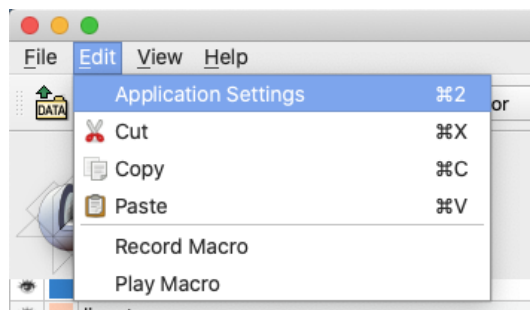 File Edit View Help
DATA
or
Application Settings ⌘2
Cut ⌘X
Copy ⌘C
Paste ⌘V
Record Macro
Play Macro